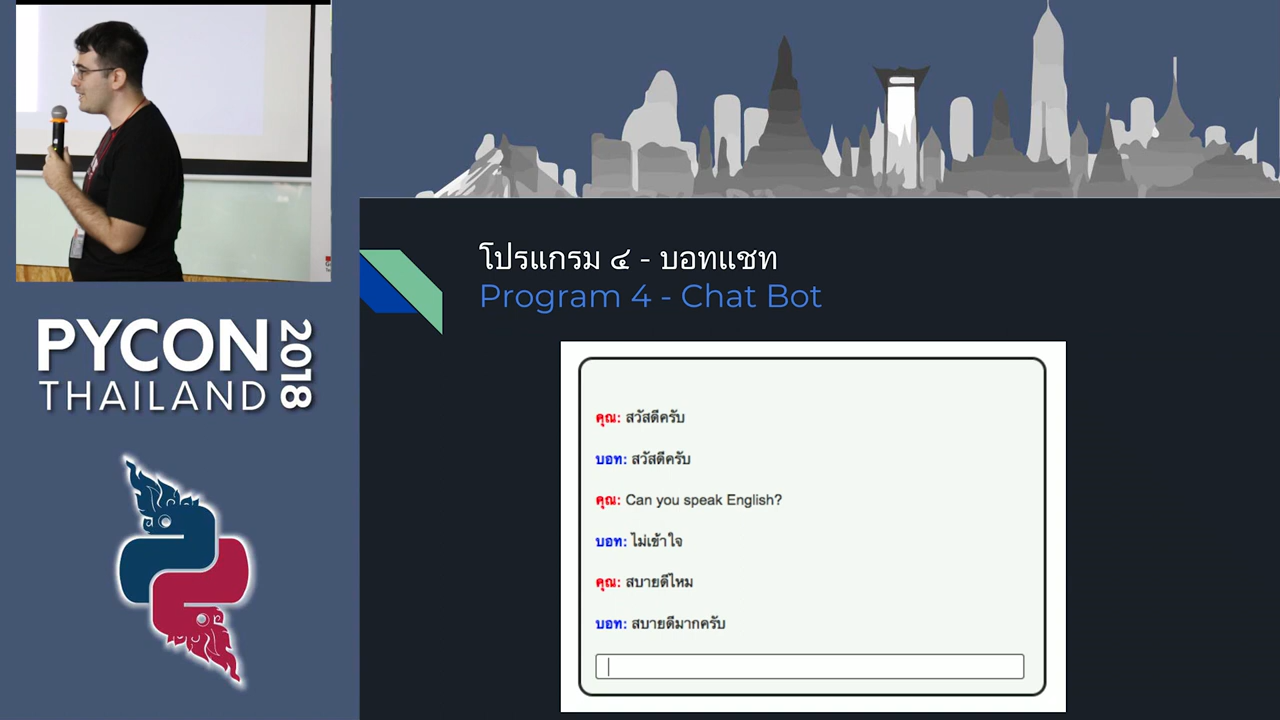 PYCON
THAILAND
2018
โปรแกรม ๔ - บอทแชท
Program 4 - Chat Bot
คุณ: สวัสดีครับ
บอท: สวัสดีครับ
คุณ: Can you speak English?
บอท: ไม่เข้าใจ
คุณ: สบายดีไหม
บอท: สบายดีมากครับ